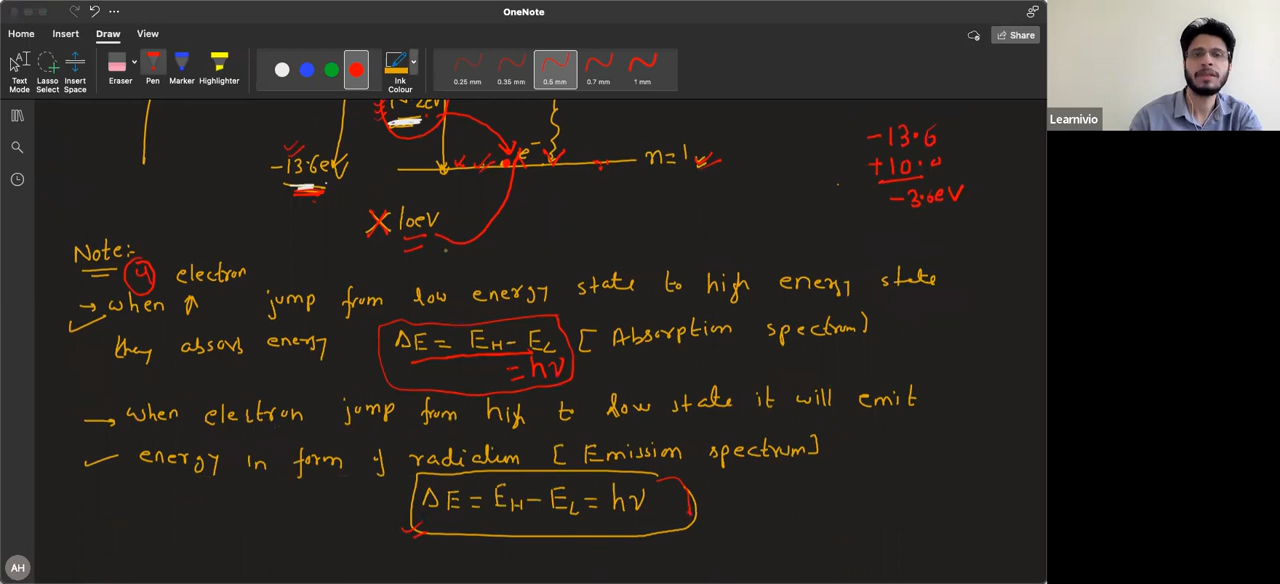 OneNote
Home Insert Draw View
Share
Text Mode
Lasso Select
Insert Space
Eraser
Pen
Marker
Highlighter
Ink Colour
0.25 mm
0.35 mm
0.5 mm
0.7 mm
1 mm
Learnivio
-13.6eV
e-
n=1
-13.6
+10.0
-3.6eV
X 10eV
Note:-
4
→ when electron jump from low energy state to high energy state
they absorb energy ΔE = EH - EL [Absorption spectrum]
= hν
→ when electron jump from high to low state it will emit
energy in form of radiation [Emission spectrum]
ΔE = EH - EL = hν
AH